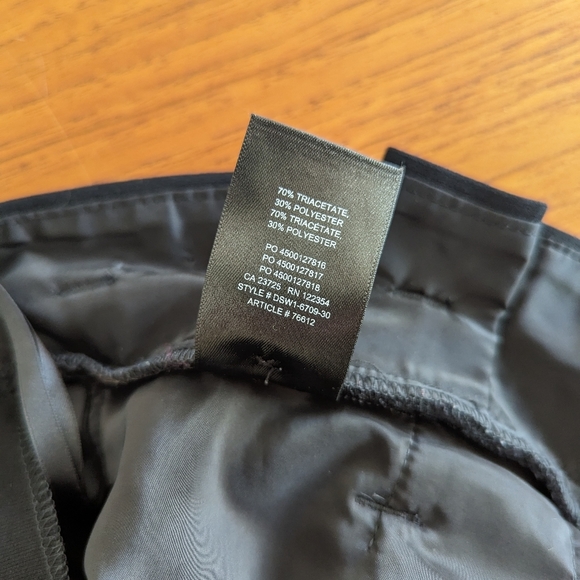 70% TRIACETATE,
30% POLYESTER
70% TRIACÉTATE,
30% POLYESTER
PO 4500127816
PO 4500127817
PO 4500127818
CA 23725 RN 122354
STYLE # DSW1-6709-30
ARTICLE # 76612